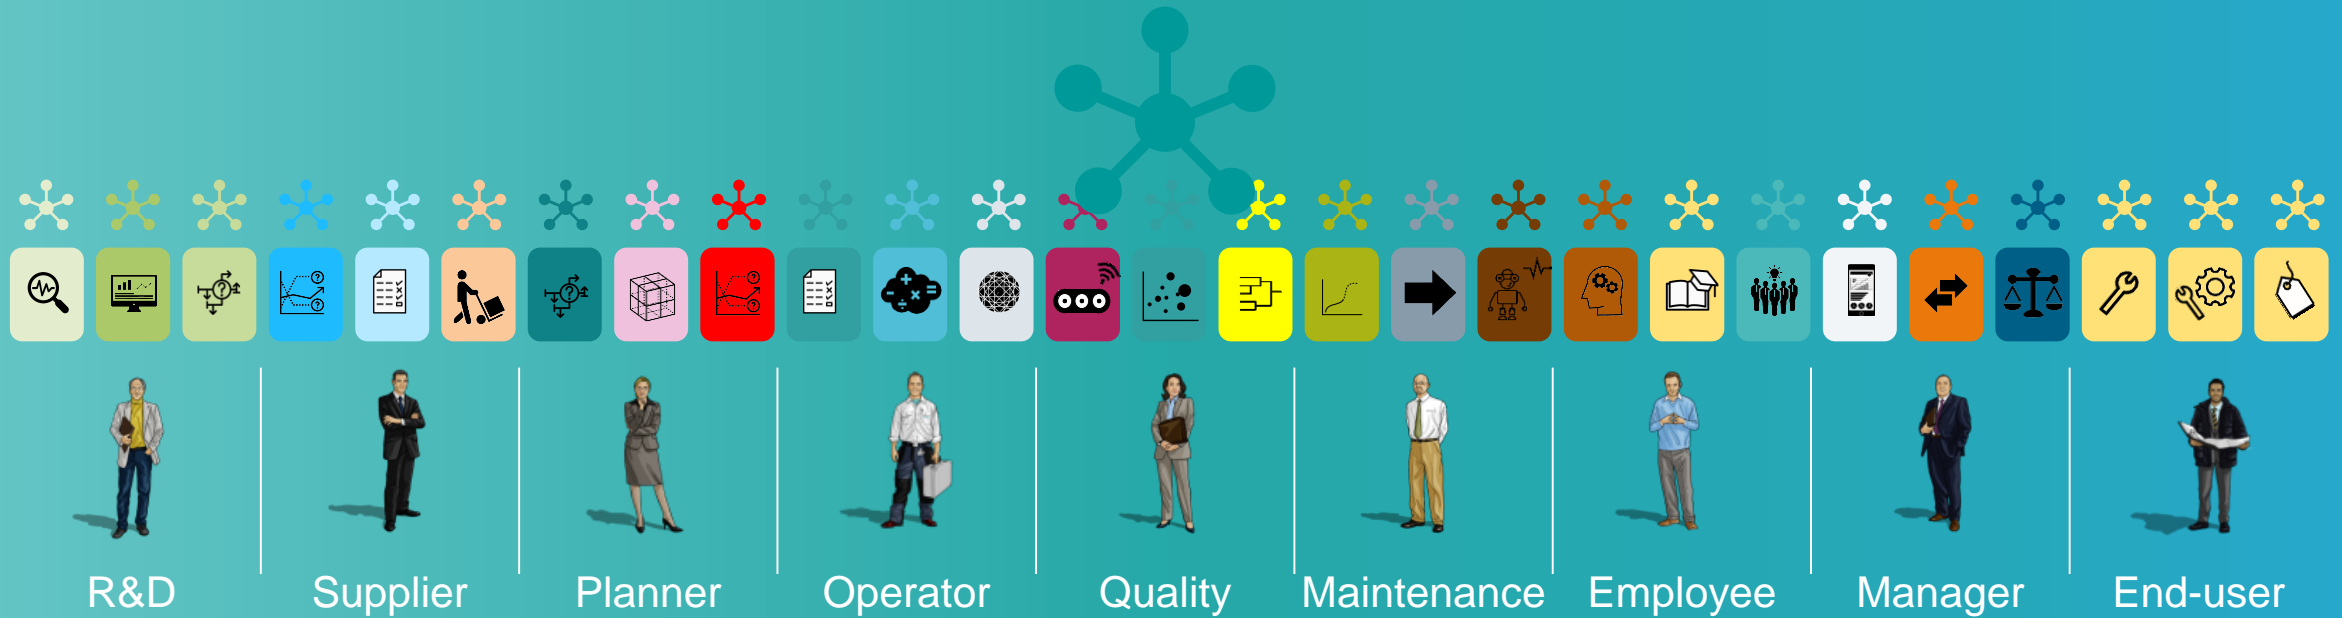 R&D
Supplier
Planner
Operator
Quality
Maintenance
Employee
Manager
End-user